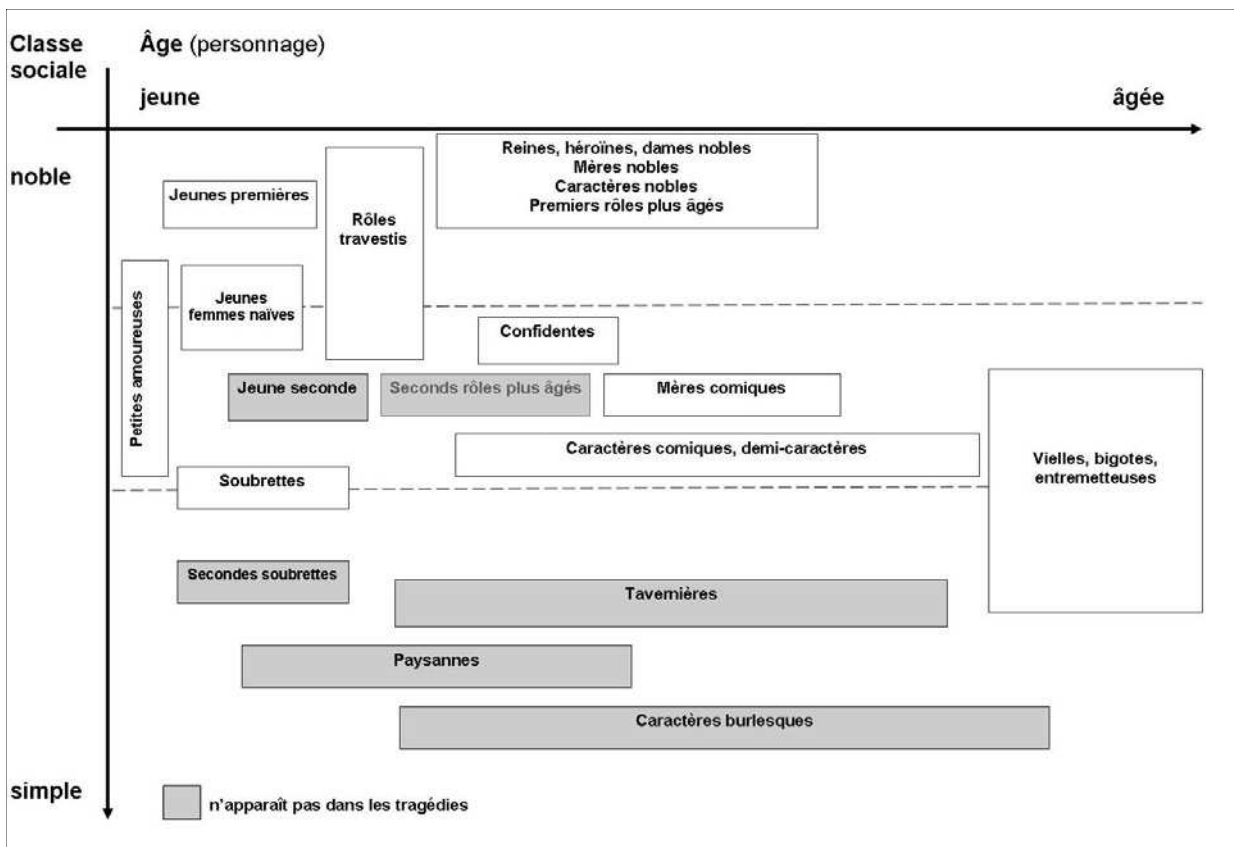 Classe
sociale
Âge (personnage)
jeune
âgée
noble
Reines, héroïnes, dames nobles
Mères nobles
Caractères nobles
Premiers rôles plus âgés
Jeunes premières
Rôles
travestis
Petites amoureuses
Jeunes
femmes naïves
Confidentes
Jeune seconde
Seconds rôles plus âgés
Mères comiques
Caractères comiques, demi-caractères
Vielles, bigotes,
entremetteuses
Soubrettes
Secondes soubrettes
Tavernières
Paysannes
Caractères burlesques
simple
n'apparaît pas dans les tragédies